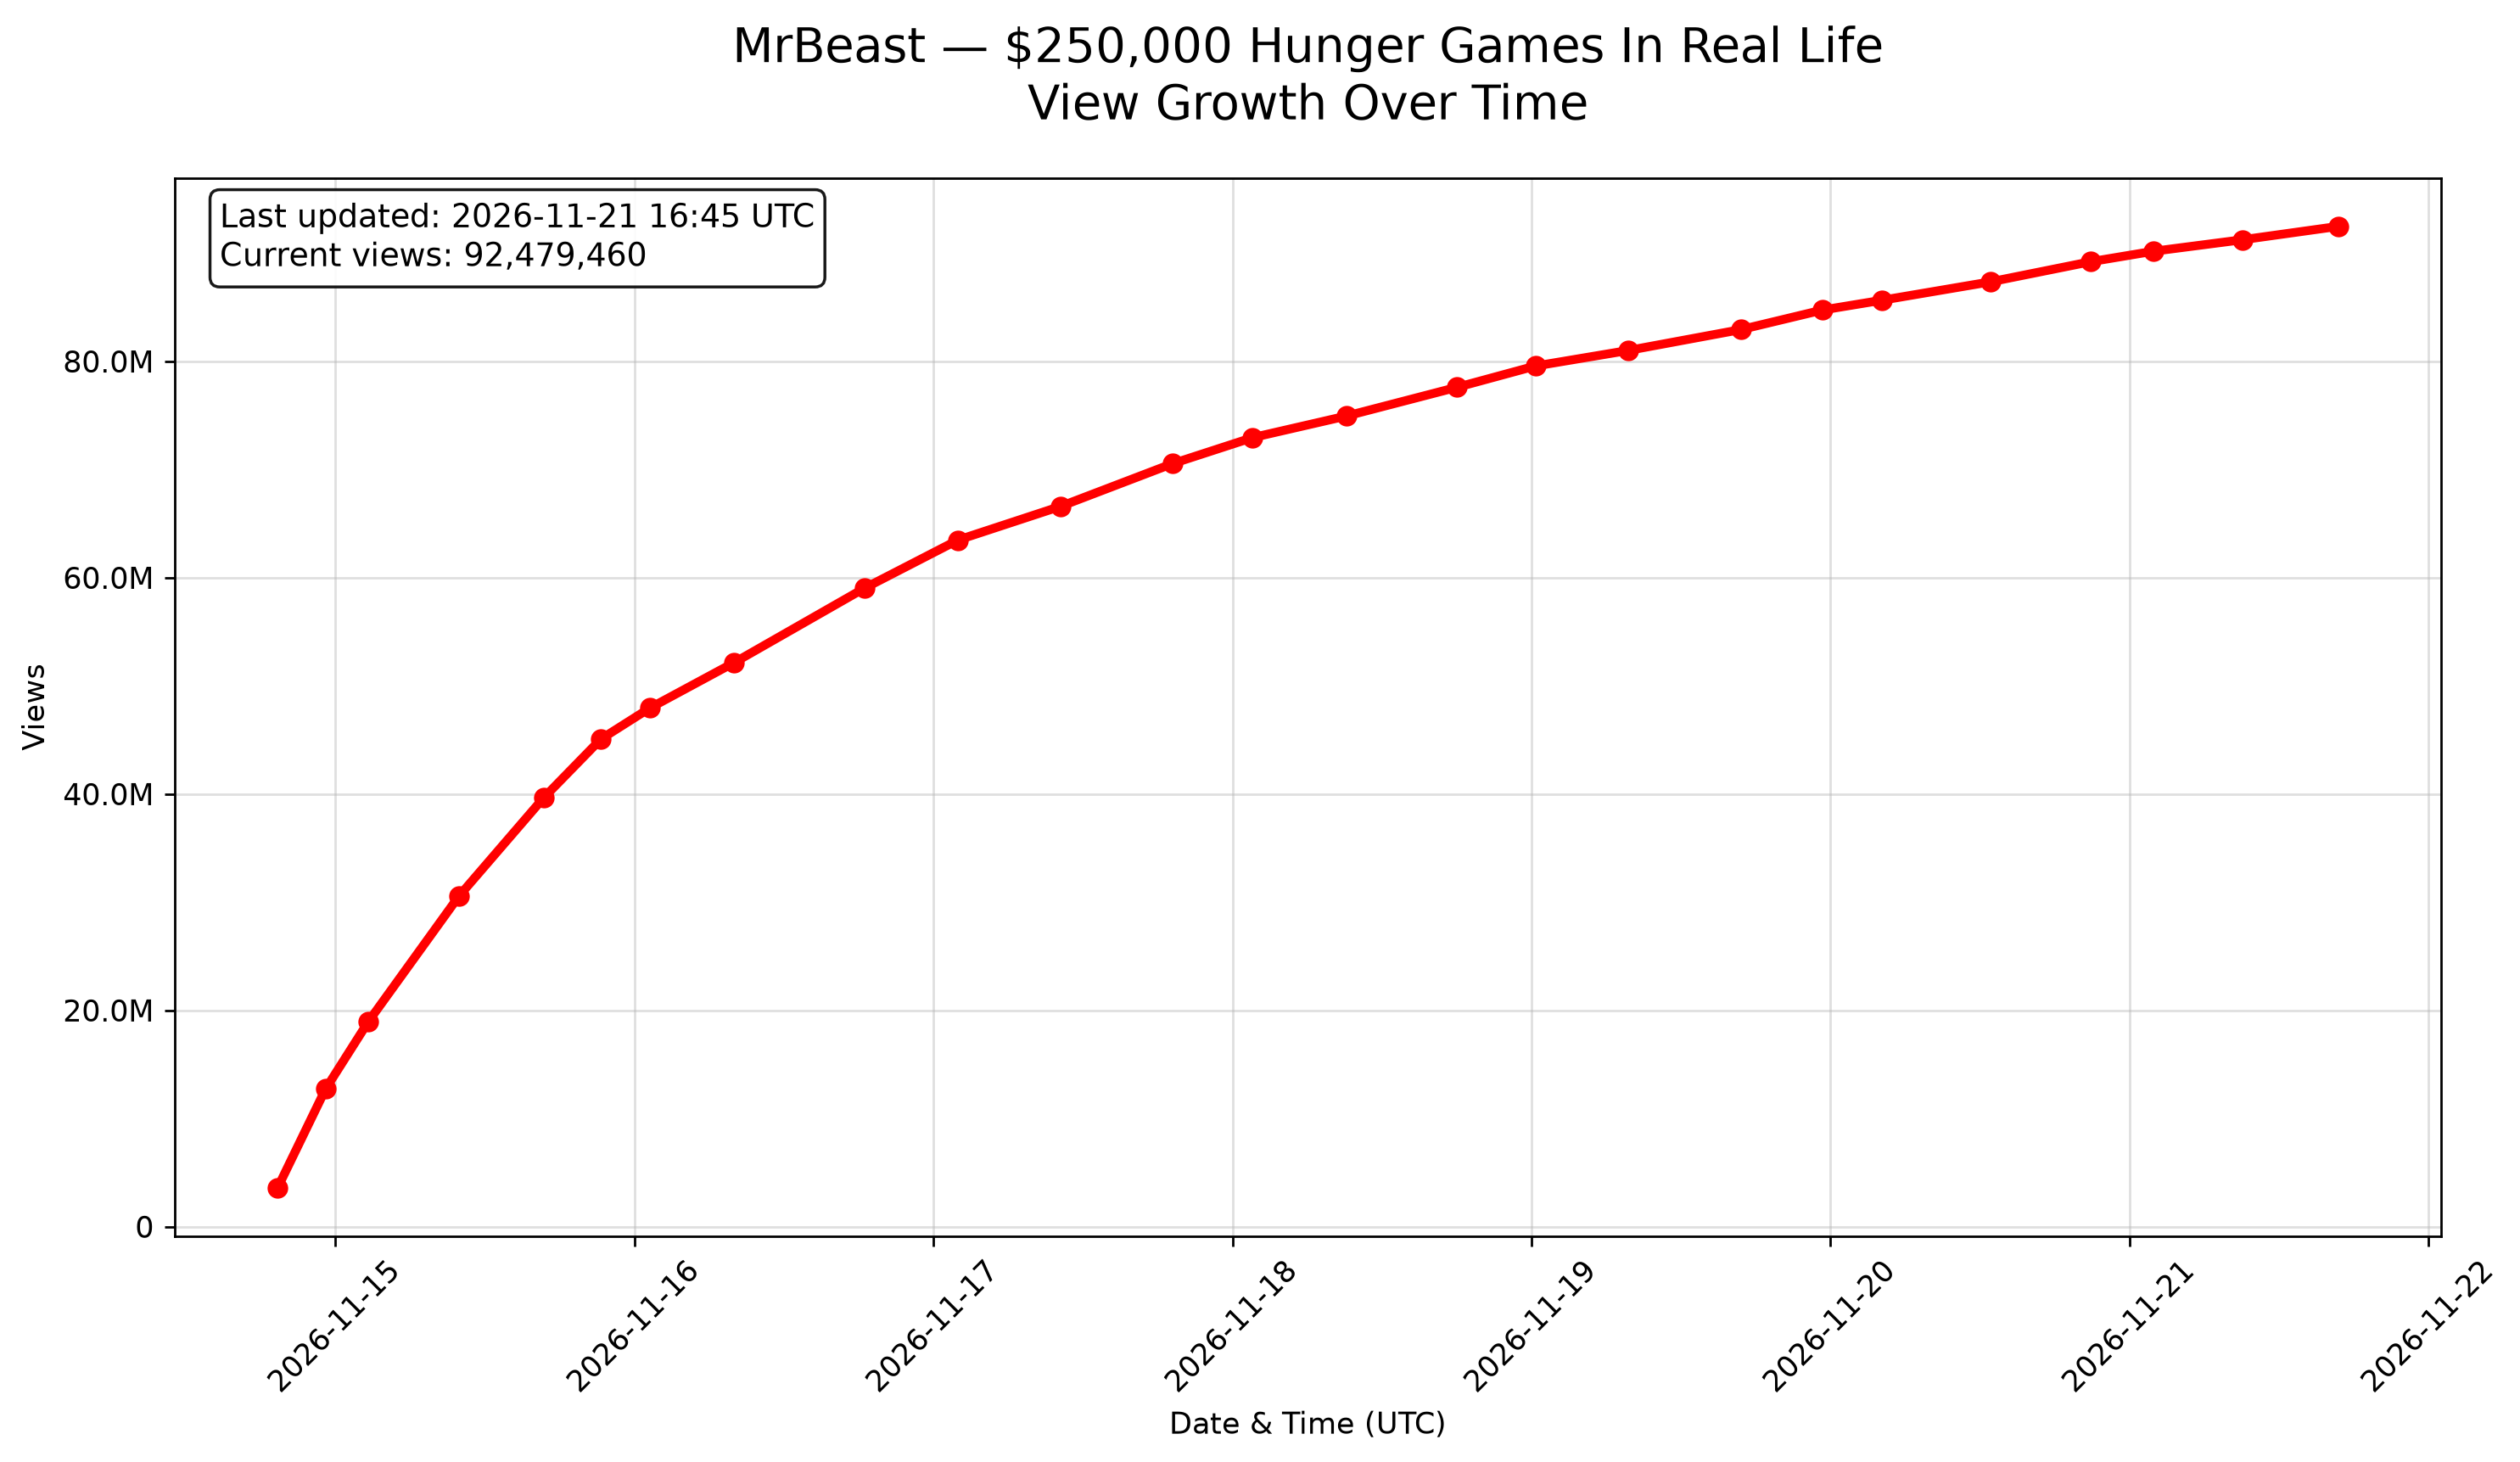 MrBeast — $250,000 Hunger Games In Real Life
View Growth Over Time
Last updated: 2026-11-21 16:45 UTC
Current views: 92,479,460
80.0M
60.0M
40.0M
20.0M
0
Views
2026-11-15
2026-11-16
2026-11-17
2026-11-18
2026-11-19
2026-11-20
2026-11-21
2026-11-22
Date & Time (UTC)